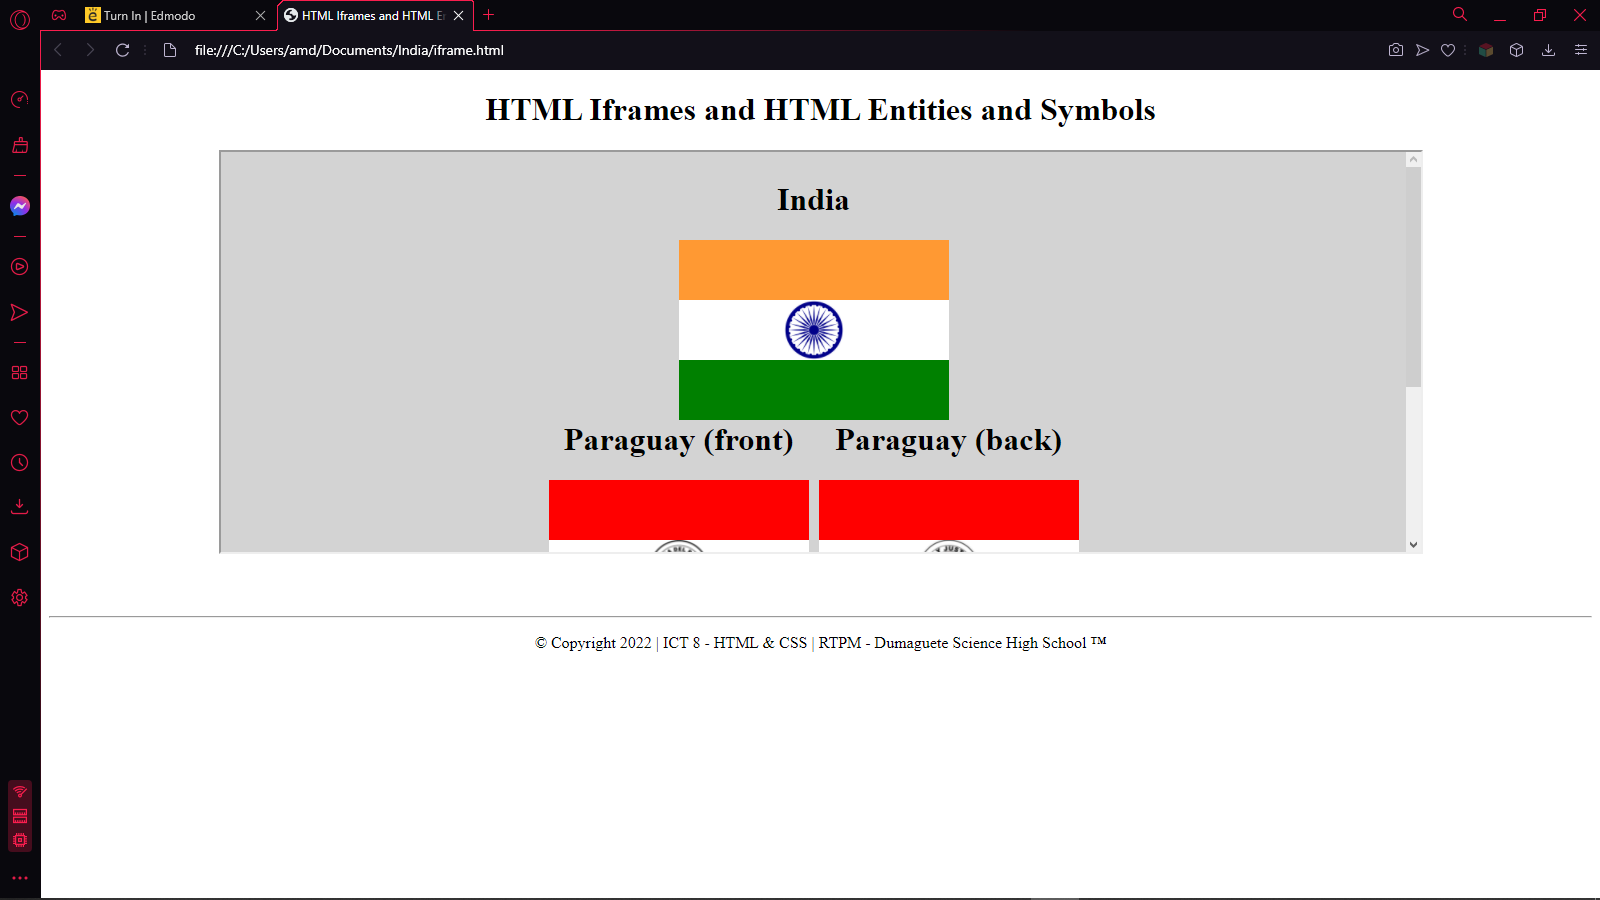 Turn In | Edmodo
HTML Iframes and HTML E
file:///C:/Users/amd/Documents/India/iframe.html
HTML Iframes and HTML Entities and Symbols
India
Paraguay (front)
Paraguay (back)
© Copyright 2022 | ICT 8 - HTML & CSS | RTPM - Dumaguete Science High School ™